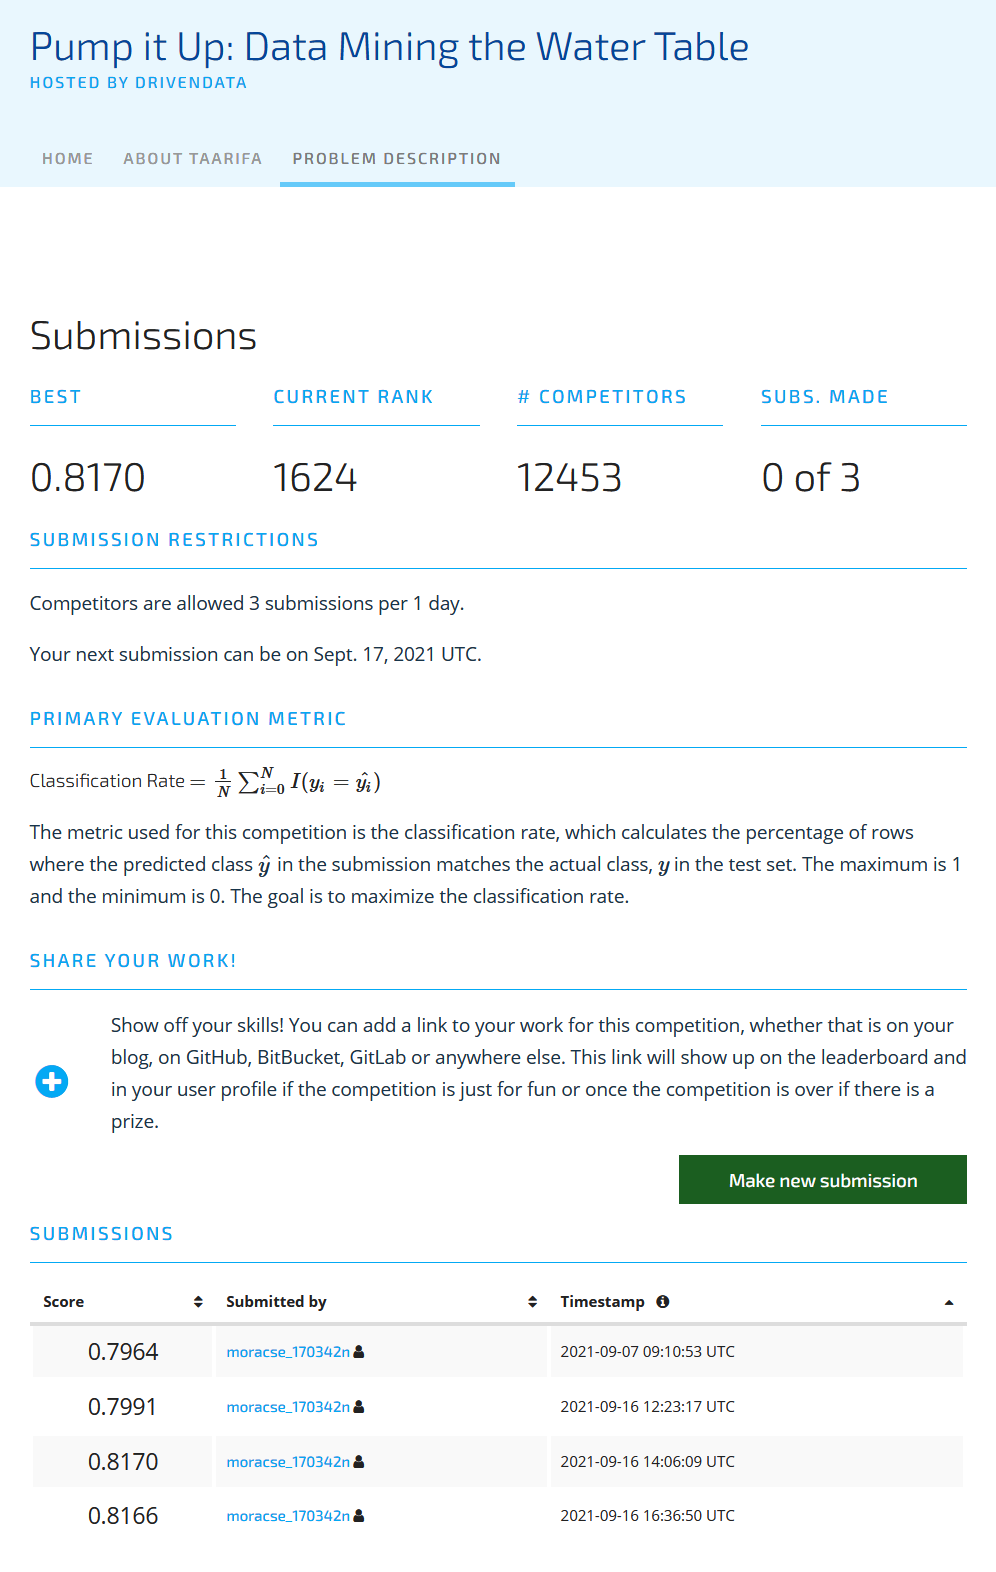 Pump it Up: Data Mining the Water Table
HOSTED BY DRIVENDATA
HOME ABOUT TAARIFA PROBLEM DESCRIPTION
Submissions
BEST CURRENT RANK # COMPETITORS SUBS. MADE
0.8170 1624 12453 0 of 3
SUBMISSION RESTRICTIONS
Competitors are allowed 3 submissions per 1 day.
Your next submission can be on Sept. 17, 2021 UTC.
PRIMARY EVALUATION METRIC
Classification Rate = \frac{1}{N} \sum_{i=0}^{N} I(y_i = \hat{y_i})
The metric used for this competition is the classification rate, which calculates the percentage of rows
where the predicted class ŷ in the submission matches the actual class, y in the test set. The maximum is 1
and the minimum is 0. The goal is to maximize the classification rate.
SHARE YOUR WORK!
Show off your skills! You can add a link to your work for this competition, whether that is on your
blog, on GitHub, BitBucket, GitLab or anywhere else. This link will show up on the leaderboard and
in your user profile if the competition is just for fun or once the competition is over if there is a
prize.
Make new submission
SUBMISSIONS
Score Submitted by Timestamp
0.7964 moracse_170342n 2021-09-07 09:10:53 UTC
0.7991 moracse_170342n 2021-09-16 12:23:17 UTC
0.8170 moracse_170342n 2021-09-16 14:06:09 UTC
0.8166 moracse_170342n 2021-09-16 16:36:50 UTC